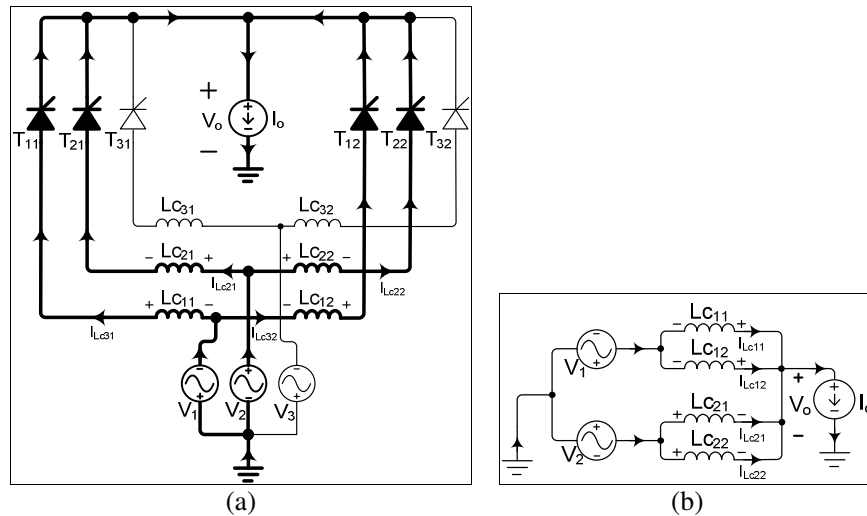 +
T11 T21 T31 Vo Io T12 T22 T32
−
Lc31 Lc32
− Lc21 + + Lc22 −
ILc21 ILc22
+ Lc11 − − Lc12 +
ILc31 ILc32
− + +
V1 V2 V3
+ − −
(a)
Lc11
− +
ILc11
V1 − + Lc12
− +
ILc12
+
Vo Io
−
Lc21
+ −
ILc21
V2 + − Lc22
+ −
ILc22
(b)